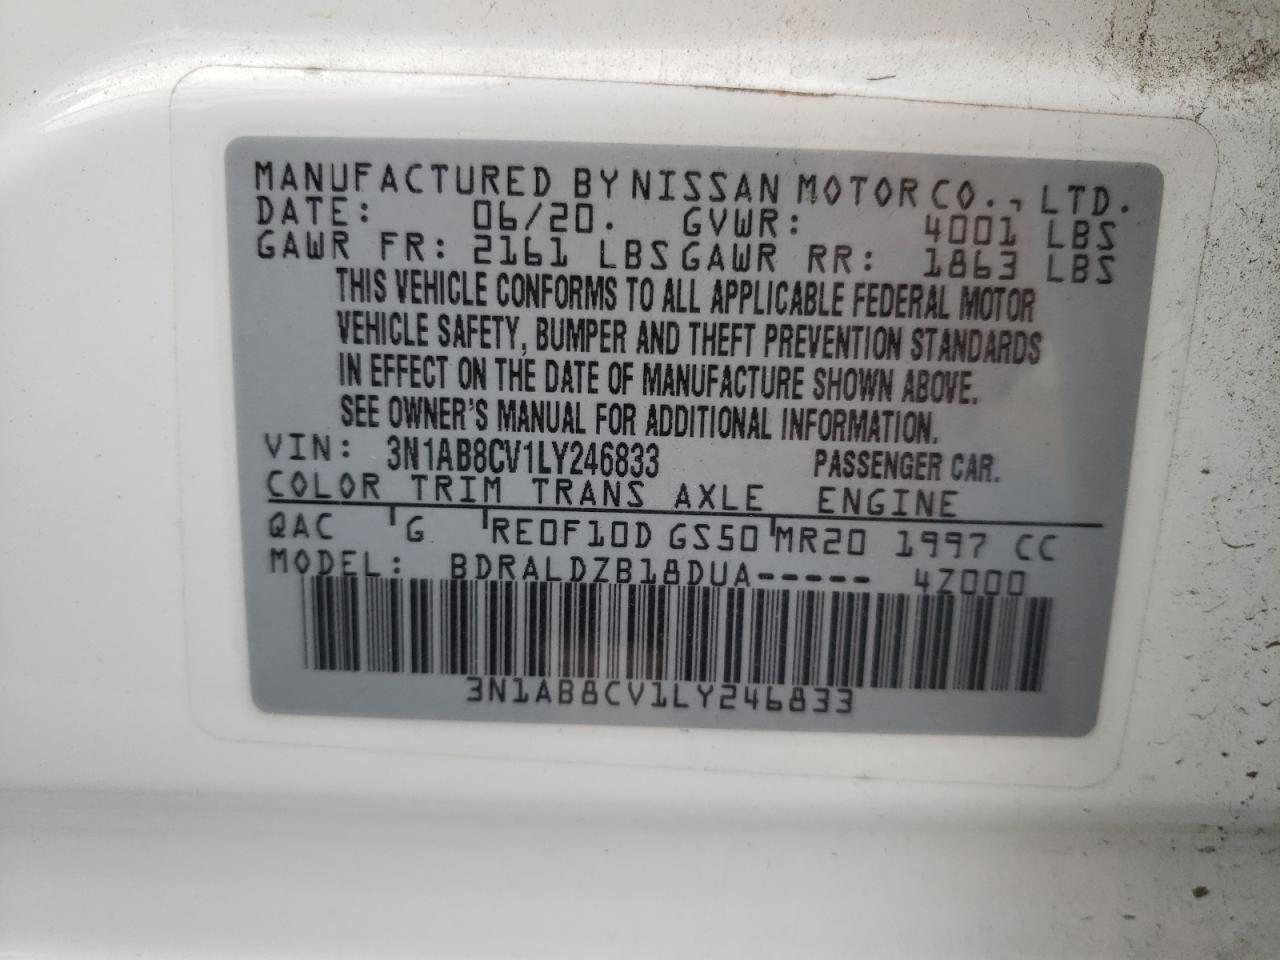 MANUFACTURED BY NISSAN MOTOR CO., LTD.
DATE: 06/20. GVWR: 4001 LBS
GAWR FR: 2161 LBS GAWR RR: 1863 LBS
THIS VEHICLE CONFORMS TO ALL APPLICABLE FEDERAL MOTOR
VEHICLE SAFETY, BUMPER AND THEFT PREVENTION STANDARDS
IN EFFECT ON THE DATE OF MANUFACTURE SHOWN ABOVE.
SEE OWNER'S MANUAL FOR ADDITIONAL INFORMATION.
VIN: 3N1AB8CV1LY246833 PASSENGER CAR.
COLOR TRIM TRANS AXLE ENGINE
QAC G RE0F10D GS50 MR20 1997 CC
MODEL: BDRALDZB18DUA----- 4Z000
3N1AB8CV1LY246833